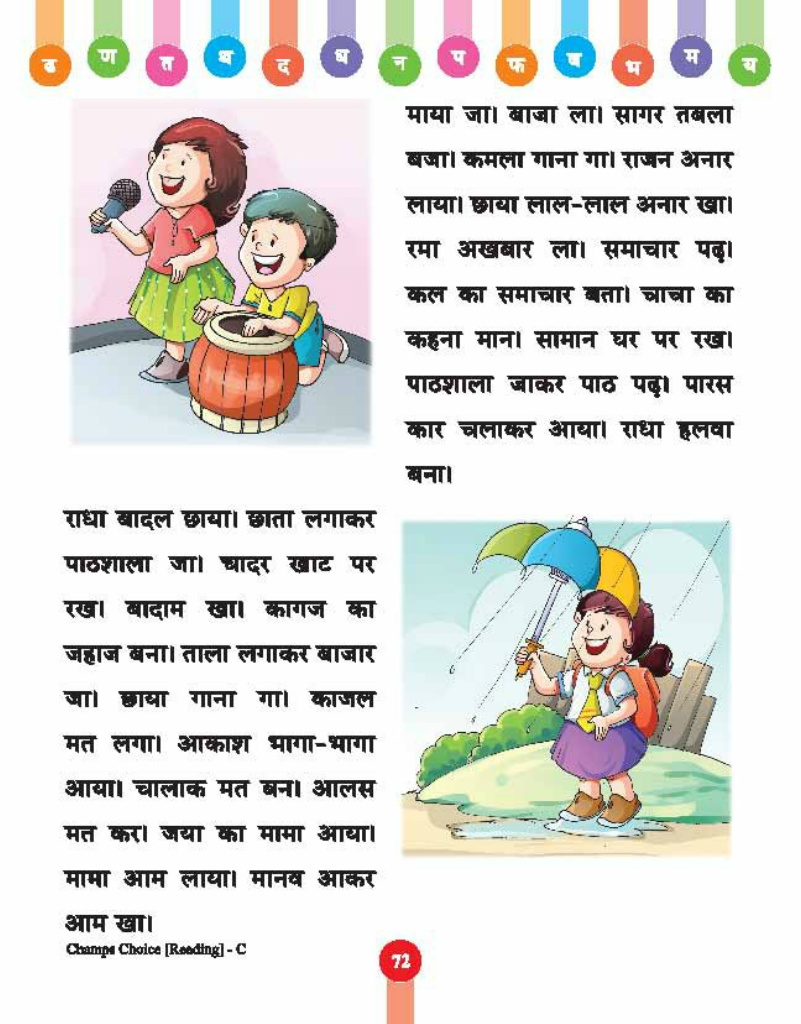 ढ ण त थ द ध न प फ ब भ म य
माया जा। बाजा ला। सागर तबला
बजा। कमला गाना गा। राजन अनार
लाया। छाया लाल-लाल अनार खा।
रमा अखबार ला। समाचार पढ़।
कल का समाचार बता। चाचा का
कहना मान। सामान घर पर रख।
पाठशाला जाकर पाठ पढ़। पारस
कार चलाकर आया। राधा हलवा
बना।
राधा बादल छाया। छाता लगाकर
पाठशाला जा। चादर खाट पर
रख। बादाम खा। कागज का
जहाज बना। ताला लगाकर बाजार
जा। छाया गाना गा। काजल
मत लगा। आकाश भागा-भागा
आया। चालाक मत बन। आलस
मत कर। जया का मामा आया।
मामा आम लाया। मानव आकर
आम खा।
Champs Choice [Reading] - C
72